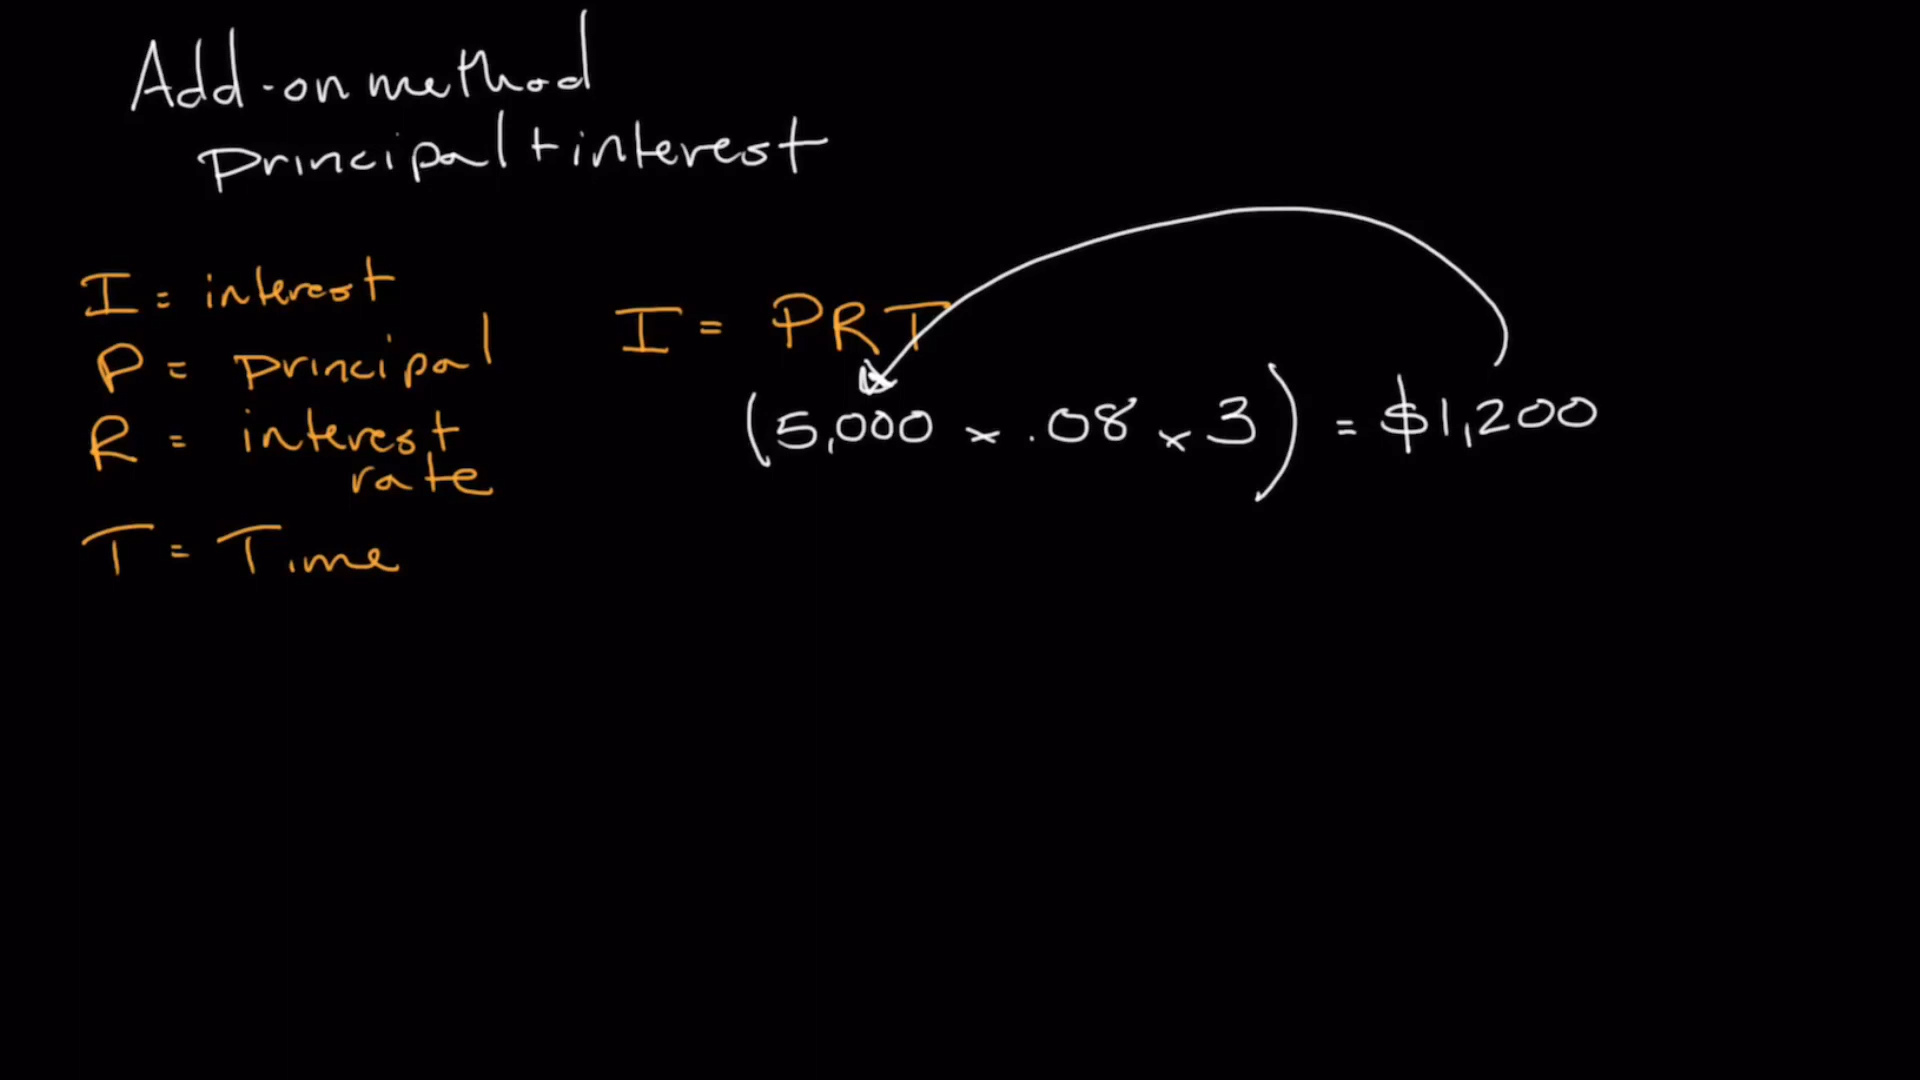 Add-on method
principal + interest
I = interest
P = principal
R = interest
rate
T = Time
I = PRT
(5,000 × .08 × 3) = $1,200